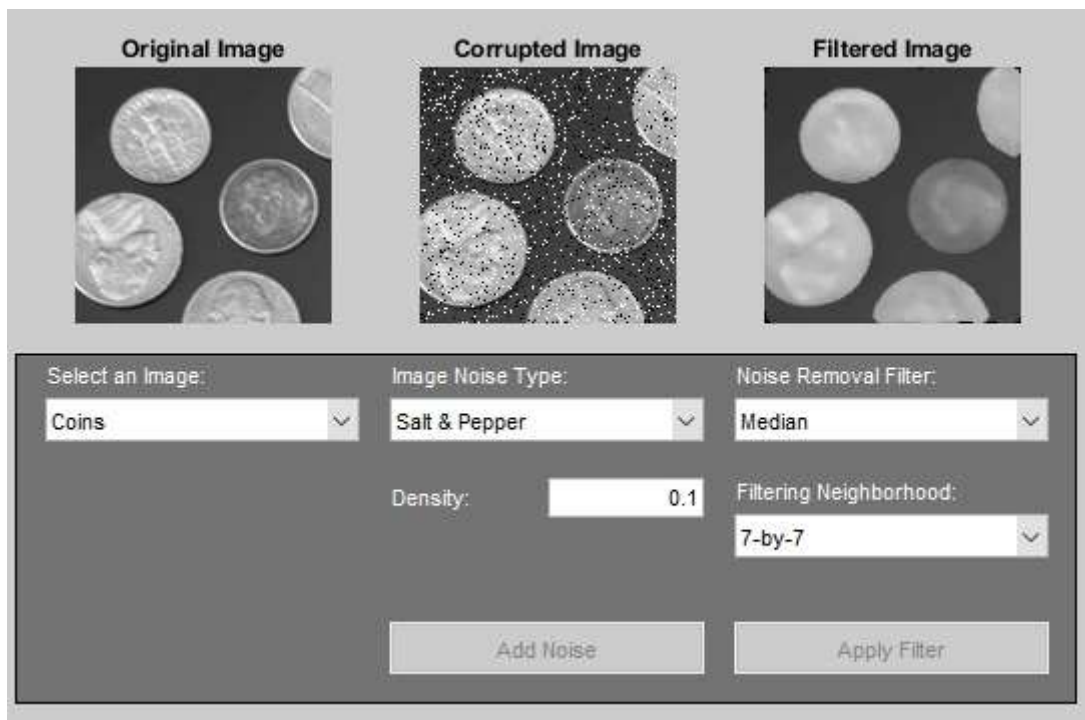 Original Image
Corrupted Image
Filtered Image
Select an Image:
Image Noise Type:
Noise Removal Filter:
Coins
Salt & Pepper
Median
Density:
0.1
Filtering Neighborhood:
7-by-7
Add Noise
Apply Filter